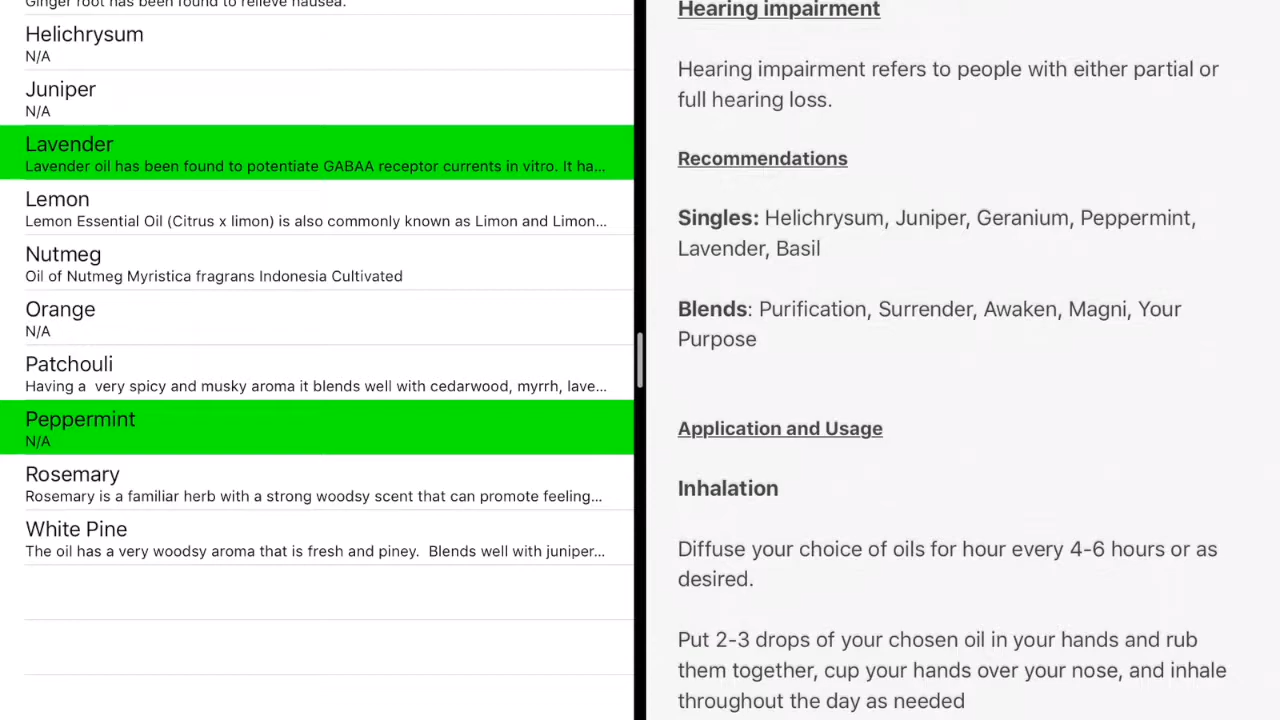 Ginger root has been found to relieve nausea.
Helichrysum
N/A
Juniper
N/A
Lavender
Lavender oil has been found to potentiate GABAA receptor currents in vitro. It ha...
Lemon
Lemon Essential Oil (Citrus x limon) is also commonly known as Limon and Limon...
Nutmeg
Oil of Nutmeg Myristica fragrans Indonesia Cultivated
Orange
N/A
Patchouli
Having a  very spicy and musky aroma it blends well with cedarwood, myrrh, lave...
Peppermint
N/A
Rosemary
Rosemary is a familiar herb with a strong woodsy scent that can promote feeling...
White Pine
The oil has a very woodsy aroma that is fresh and piney.  Blends well with juniper...
Hearing impairment
Hearing impairment refers to people with either partial or
full hearing loss.
Recommendations
Singles: Helichrysum, Juniper, Geranium, Peppermint,
Lavender, Basil
Blends: Purification, Surrender, Awaken, Magni, Your
Purpose
Application and Usage
Inhalation
Diffuse your choice of oils for hour every 4-6 hours or as
desired.
Put 2-3 drops of your chosen oil in your hands and rub
them together, cup your hands over your nose, and inhale
throughout the day as needed